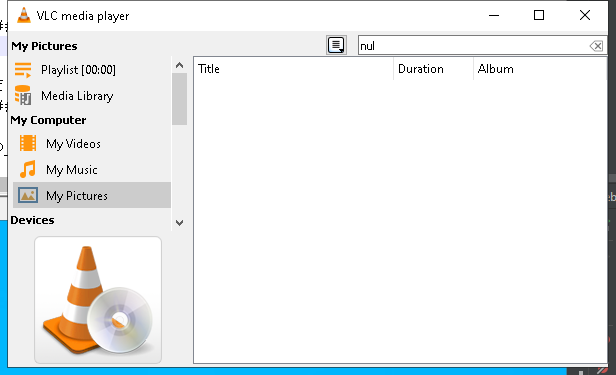 VLC media player
My Pictures
nul
Playlist [00:00]
Media Library
My Computer
My Videos
My Music
My Pictures
Devices
Title Duration Album